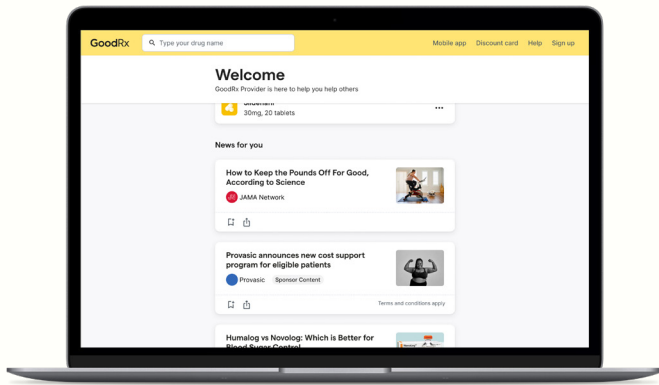 GoodRx
Type your drug name
Mobile app
Discount card
Help
Sign up
Welcome
GoodRx Provider is here to help you help others
30mg, 20 tablets
News for you
How to Keep the Pounds Off For Good,
According to Science
JAMA Network
Provasic announces new cost support
program for eligible patients
Provasic
Sponsor Content
Terms and conditions apply
Humalog vs Novolog: Which is Better for
Blood Sugar Control